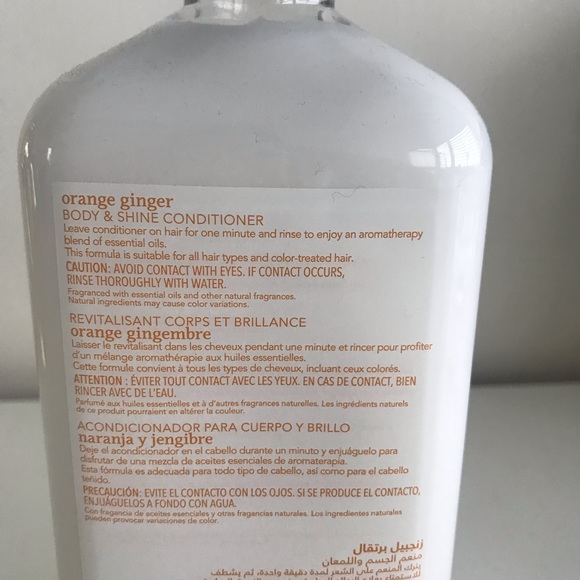 orange ginger
BODY & SHINE CONDITIONER
Leave conditioner on hair for one minute and rinse to enjoy an aromatherapy
blend of essential oils.
This formula is suitable for all hair types and color-treated hair.
CAUTION: AVOID CONTACT WITH EYES. IF CONTACT OCCURS,
RINSE THOROUGHLY WITH WATER.
Fragranced with essential oils and other natural fragrances.
Natural ingredients may cause color variations.
REVITALISANT CORPS ET BRILLANCE
orange gingembre
Laisser le revitalisant dans les cheveux pendant une minute et rincer pour profiter
d'un mélange aromathérapie aux huiles essentielles.
Cette formule convient à tous les types de cheveux, incluant ceux colorés.
ATTENTION : ÉVITER TOUT CONTACT AVEC LES YEUX. EN CAS DE CONTACT, BIEN
RINCER AVEC DE L'EAU.
Parfumé aux huiles essentielles et à d'autres fragrances naturelles. Les ingrédients naturels
de ce produit pourraient en altérer la couleur.
ACONDICIONADOR PARA CUERPO Y BRILLO
naranja y jengibre
Deje el acondicionador en el cabello durante un minuto y enjuáguelo para
disfrutar de una mezcla de aceites esenciales de aromaterapia.
Esta fórmula es adecuada para todo tipo de cabello, así como para el cabello
teñido.
PRECAUCIÓN: EVITE EL CONTACTO CON LOS OJOS. SI SE PRODUCE EL CONTACTO,
ENJUÁGUELOS A FONDO CON AGUA.
Con fragancia de aceites esenciales y otras fragancias naturales. Los ingredientes naturales
pueden provocar variaciones de color.
زنجبيل برتقال
منعم الجسم واللمعان
يترك المنعم على الشعر لمدة دقيقة واحدة، ثم يشطف